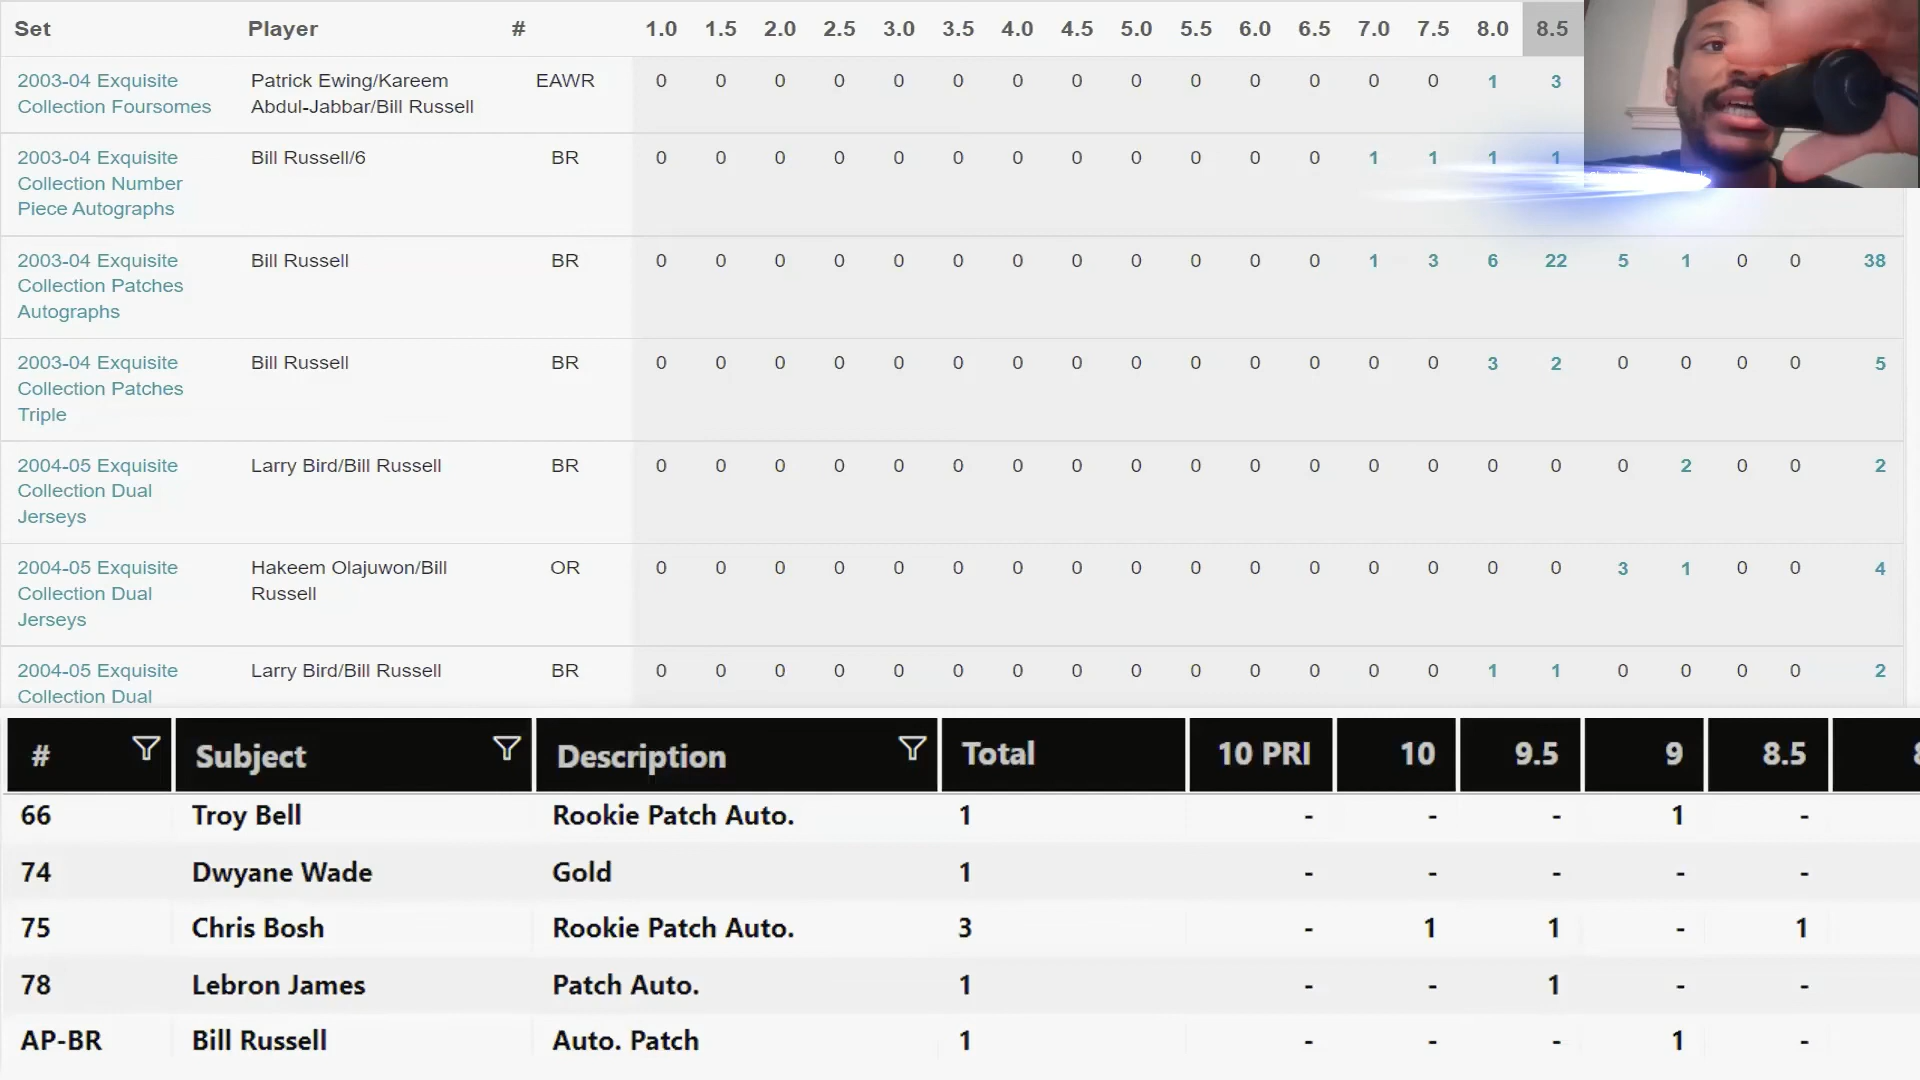 Set Player # 1.0 1.5 2.0 2.5 3.0 3.5 4.0 4.5 5.0 5.5 6.0 6.5 7.0 7.5 8.0 8.5
2003-04 Exquisite Patrick Ewing/Kareem EAWR 0 0 0 0 0 0 0 0 0 0 0 0 0 0 1 3
Collection Foursomes Abdul-Jabbar/Bill Russell
2003-04 Exquisite Bill Russell/6 BR 0 0 0 0 0 0 0 0 0 0 0 0 1 1 1 1
Collection Number
Piece Autographs
2003-04 Exquisite Bill Russell BR 0 0 0 0 0 0 0 0 0 0 0 0 1 3 6 22 5 1 0 0 38
Collection Patches
Autographs
2003-04 Exquisite Bill Russell BR 0 0 0 0 0 0 0 0 0 0 0 0 0 0 3 2 0 0 0 0 5
Collection Patches
Triple
2004-05 Exquisite Larry Bird/Bill Russell BR 0 0 0 0 0 0 0 0 0 0 0 0 0 0 0 0 0 2 0 0 2
Collection Dual
Jerseys
2004-05 Exquisite Hakeem Olajuwon/Bill OR 0 0 0 0 0 0 0 0 0 0 0 0 0 0 0 0 3 1 0 0 4
Collection Dual Russell
Jerseys
2004-05 Exquisite Larry Bird/Bill Russell BR 0 0 0 0 0 0 0 0 0 0 0 0 0 0 1 1 0 0 0 0 2
Collection Dual
# Subject Description Total 10 PRI 10 9.5 9 8.5
66 Troy Bell Rookie Patch Auto. 1 - - - 1 -
74 Dwyane Wade Gold 1 - - - - -
75 Chris Bosh Rookie Patch Auto. 3 - 1 1 - 1
78 Lebron James Patch Auto. 1 - - 1 - -
AP-BR Bill Russell Auto. Patch 1 - - - 1 -